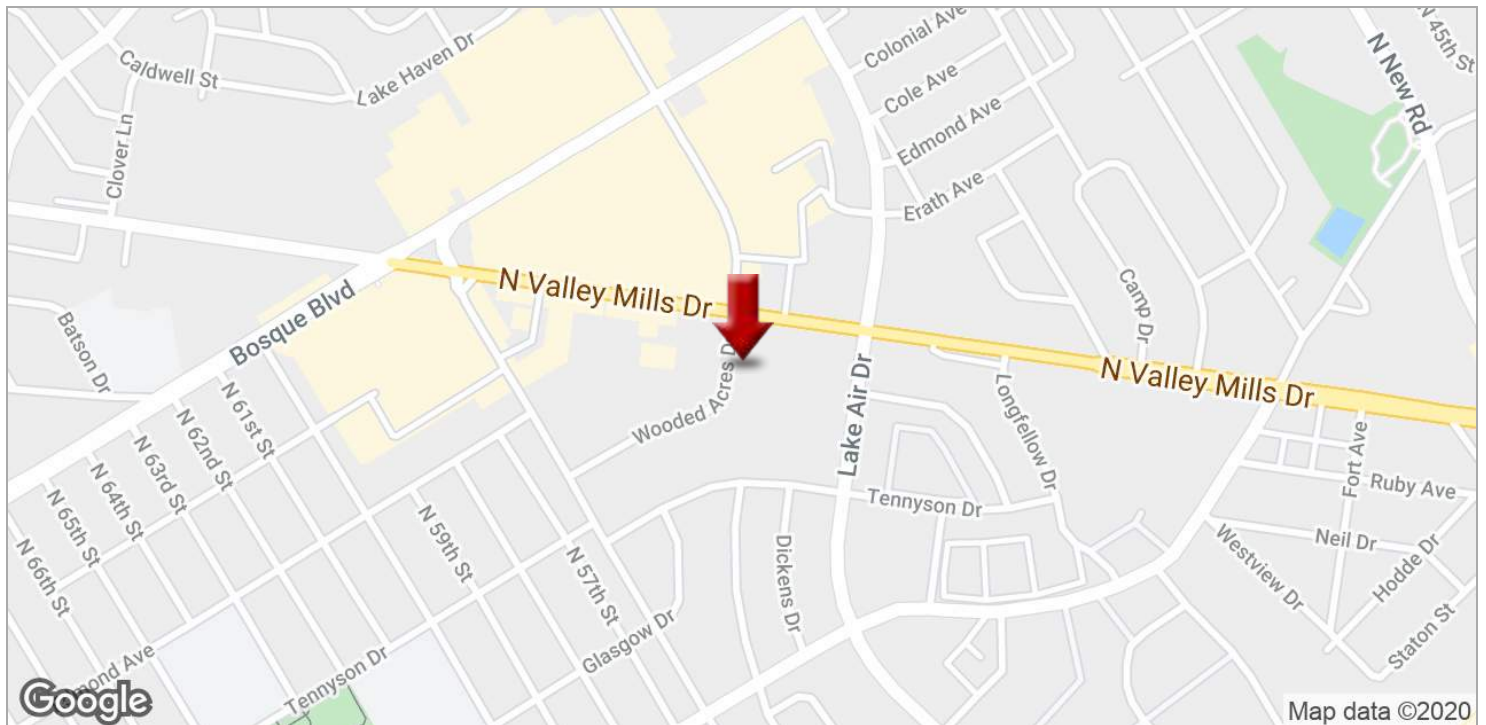 Colonial Ave
N 45th St
Lake Haven Dr
Caldwell St
N New Rd
Cole Ave
Edmond Ave
Clover Ln
Erath Ave
N Valley Mills Dr
Camp Dr
Bosque Blvd
Batson Dr
Wooded Acres D
Lake Air Dr
Longfellow Dr
N Valley Mills Dr
N 61st St
N 62nd St
N 63rd St
N 64th St
N 65th St
N 66th St
Fort Ave
Ruby Ave
Tennyson Dr
N 59th St
N 57th St
Dickens Dr
Neil Dr
Westview Dr
Hodde Dr
Staton St
Glasgow Dr
mond Ave
Tennyson Dr
Google
Map data ©2020